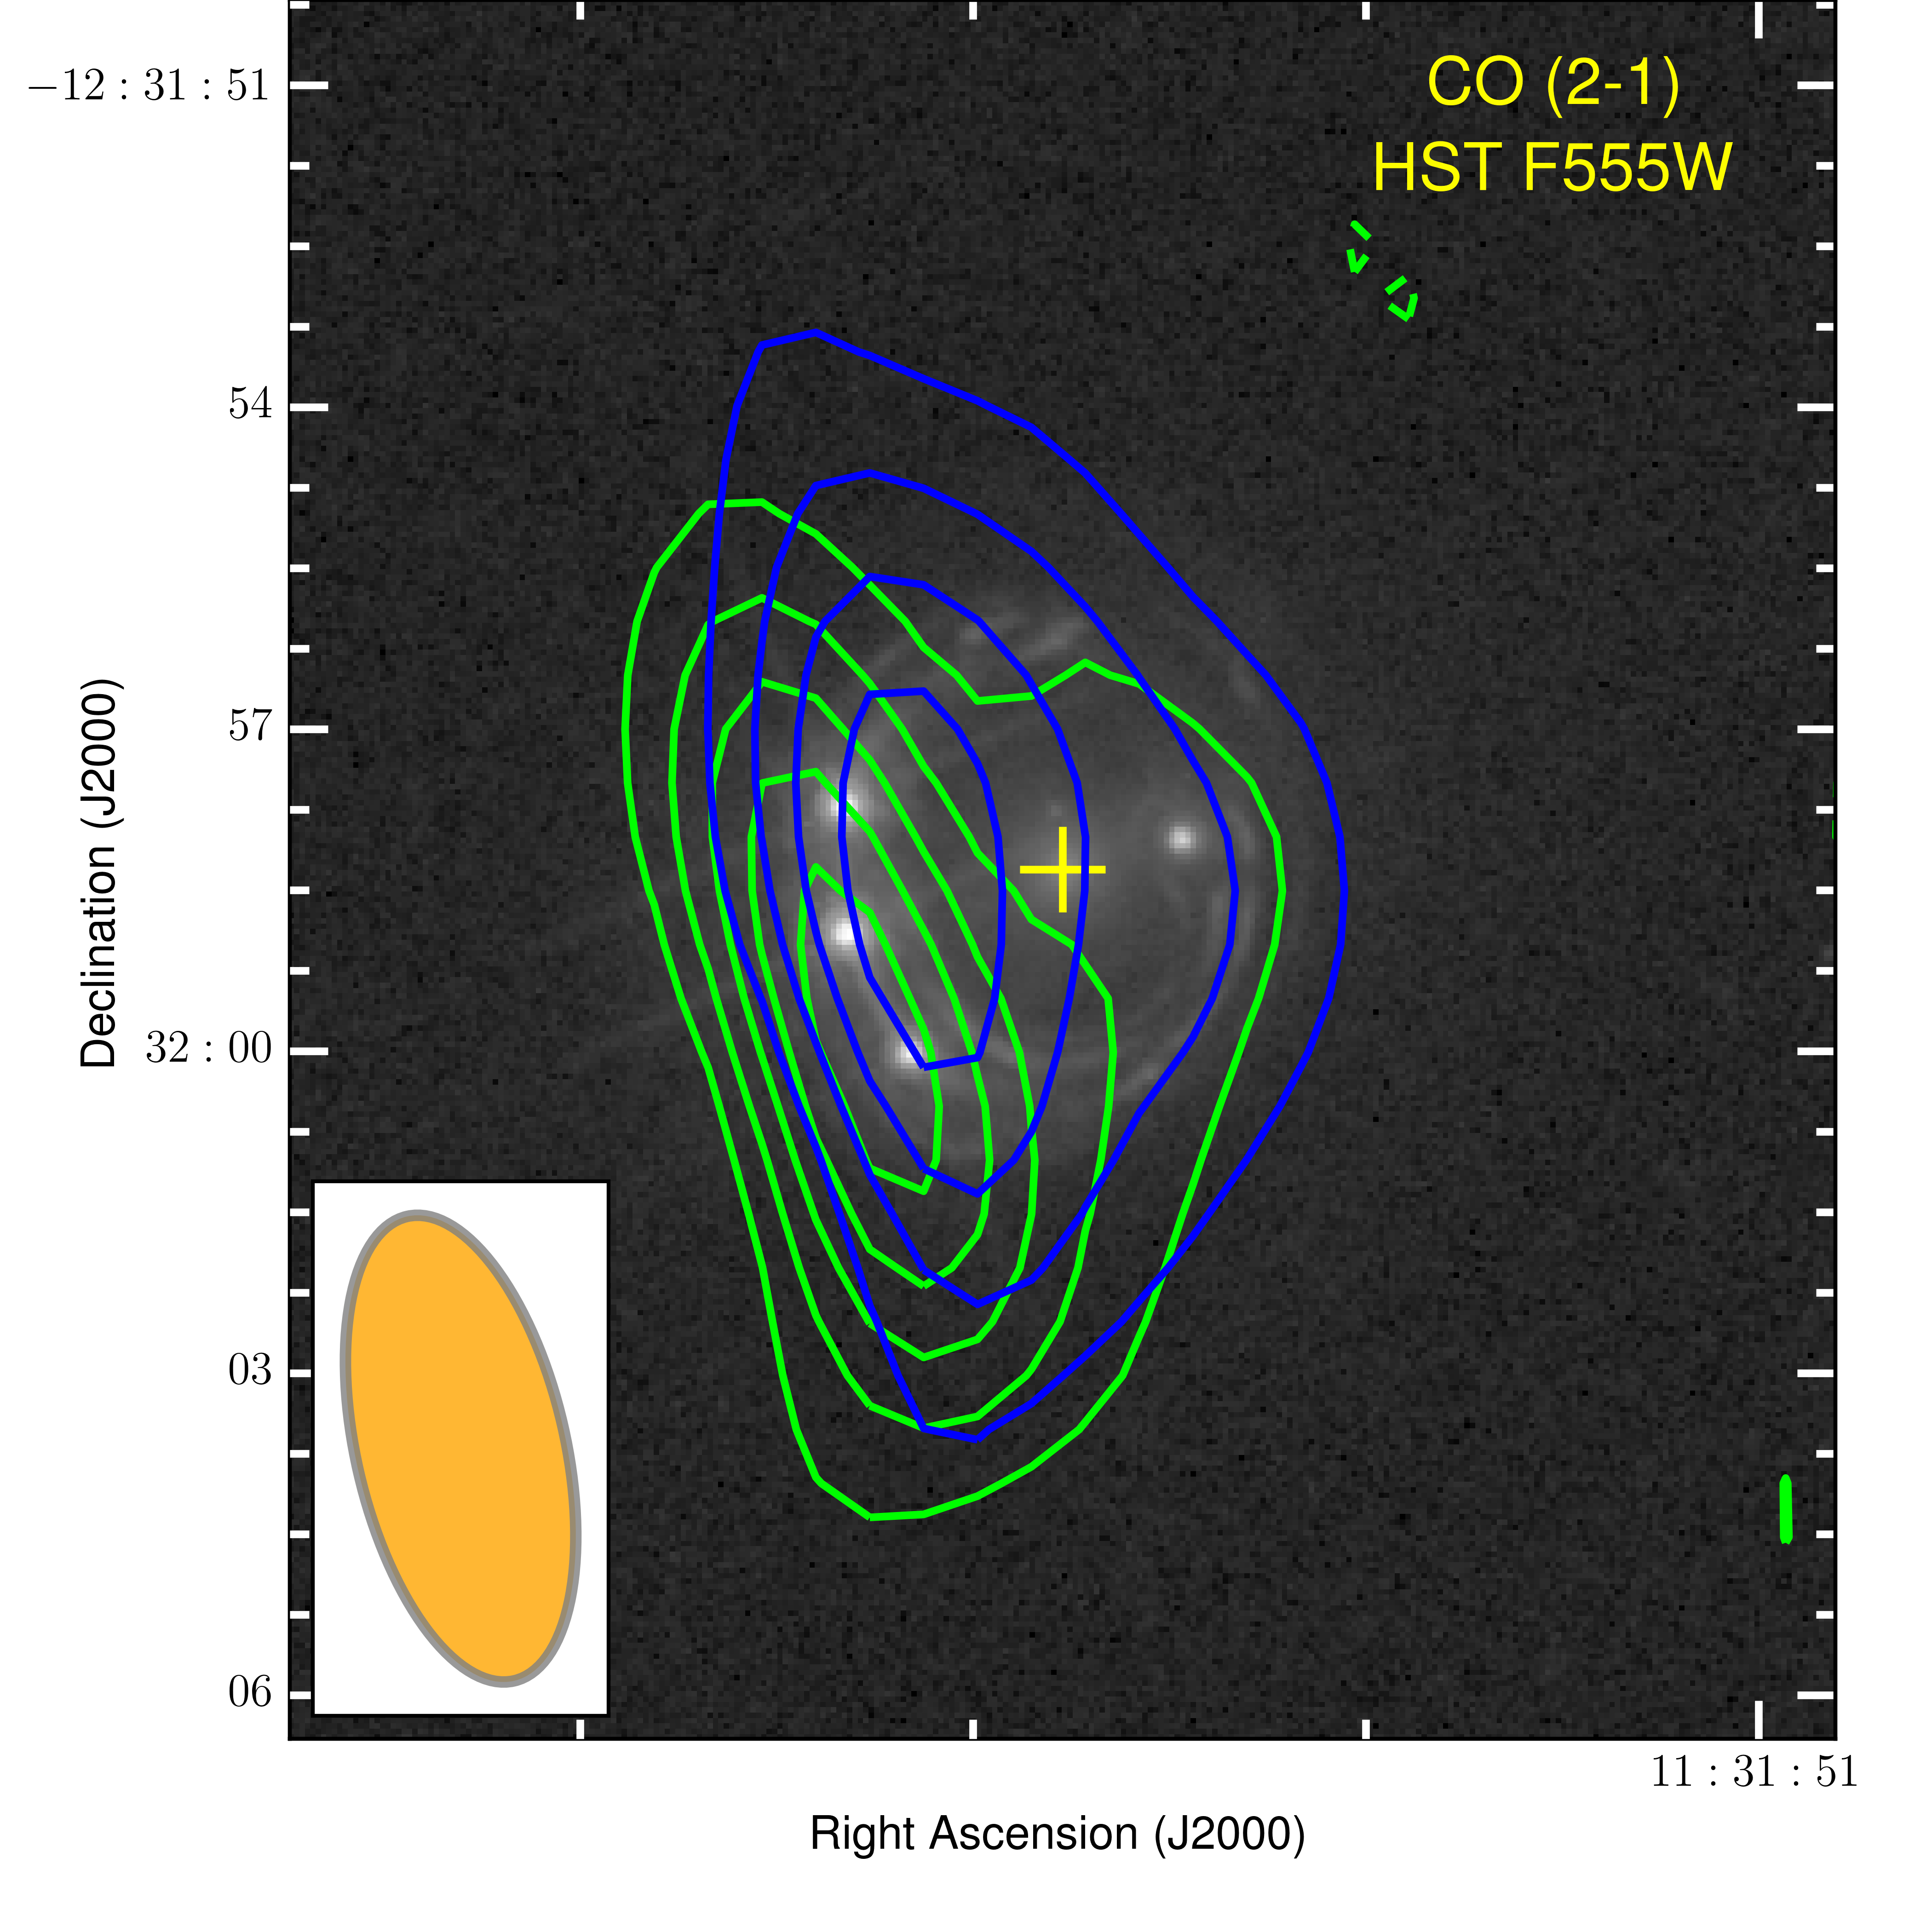 CO (2-1)
HST F555W
−12 : 31 : 51
54
57
32 : 00
03
06
Declination (J2000)
11 : 31 : 51
Right Ascension (J2000)